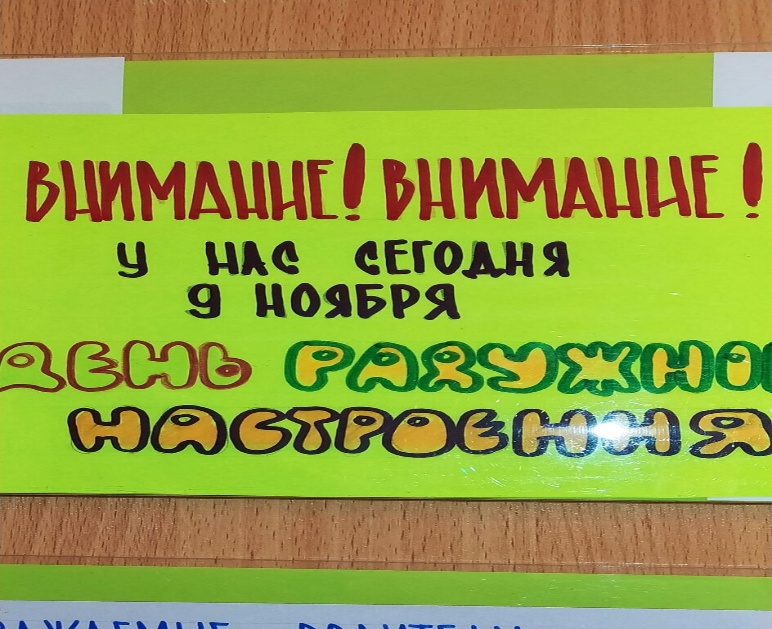 ВНИМАНИЕ! ВНИМАНИЕ!
У НАС СЕГОДНЯ
9 НОЯБРЯ
ДЕНЬ РАДУЖНО
НАСТРОЕНИЯ